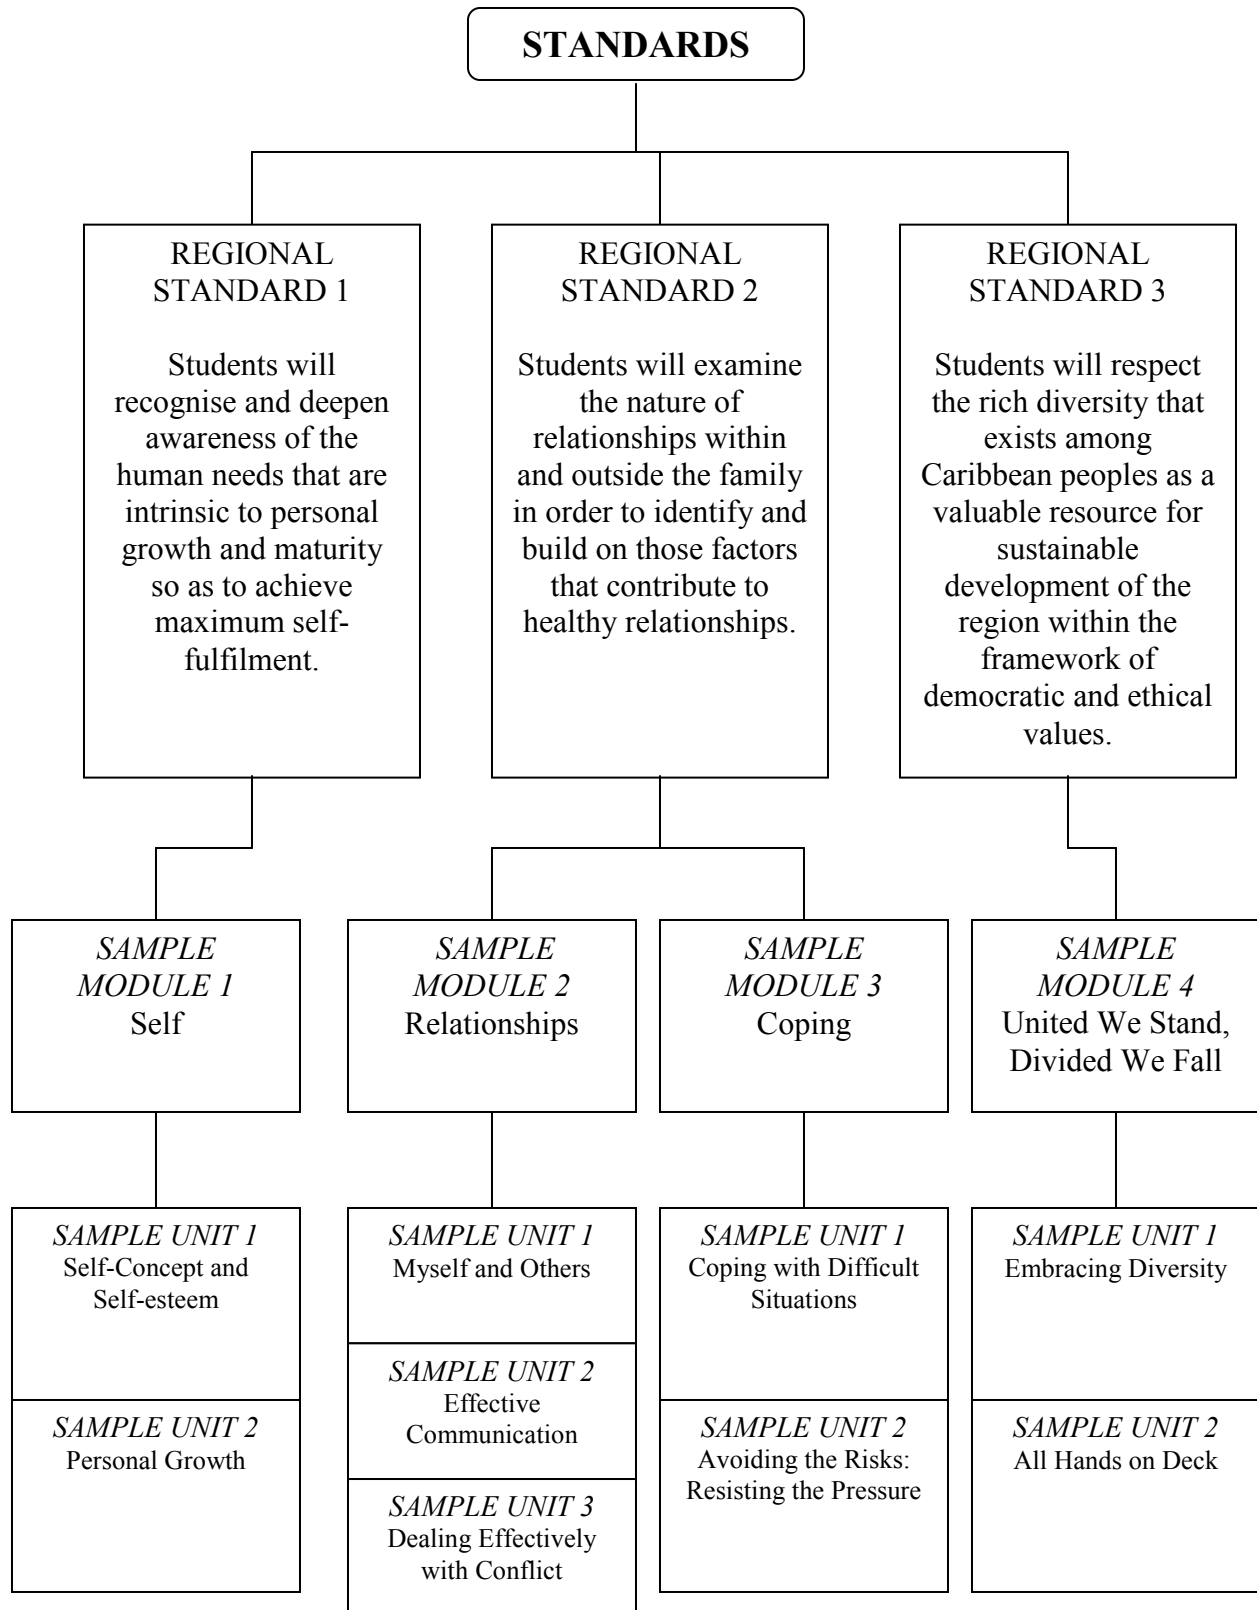 STANDARDS
REGIONAL
STANDARD 1
Students will
recognise and deepen
awareness of the
human needs that are
intrinsic to personal
growth and maturity
so as to achieve
maximum self-
fulfilment.
REGIONAL
STANDARD 2
Students will examine
the nature of
relationships within
and outside the family
in order to identify and
build on those factors
that contribute to
healthy relationships.
REGIONAL
STANDARD 3
Students will respect
the rich diversity that
exists among
Caribbean peoples as a
valuable resource for
sustainable
development of the
region within the
framework of
democratic and ethical
values.
SAMPLE
MODULE 1
Self
SAMPLE
MODULE 2
Relationships
SAMPLE
MODULE 3
Coping
SAMPLE
MODULE 4
United We Stand,
Divided We Fall
SAMPLE UNIT 1
Self-Concept and
Self-esteem
SAMPLE UNIT 2
Personal Growth
SAMPLE UNIT 1
Myself and Others
SAMPLE UNIT 2
Effective
Communication
SAMPLE UNIT 3
Dealing Effectively
with Conflict
SAMPLE UNIT 1
Coping with Difficult
Situations
SAMPLE UNIT 2
Avoiding the Risks:
Resisting the Pressure
SAMPLE UNIT 1
Embracing Diversity
SAMPLE UNIT 2
All Hands on Deck